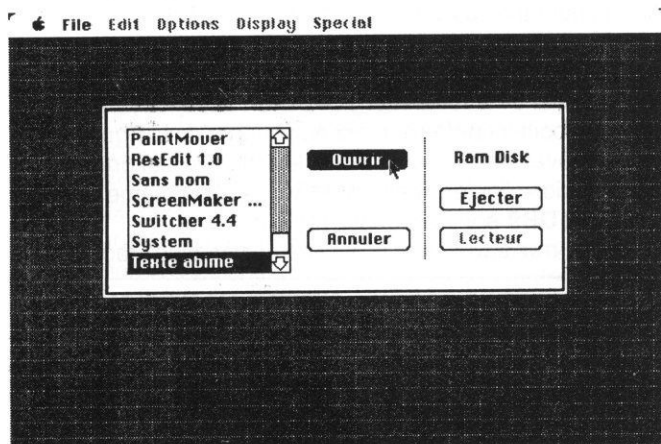 File Edit Options Display Special
PaintMover
ResEdit 1.0
Sans nom
ScreenMaker ...
Switcher 4.4
System
Texte abime
Ouvrir
Annuler
Ram Disk
Ejecter
Lecteur